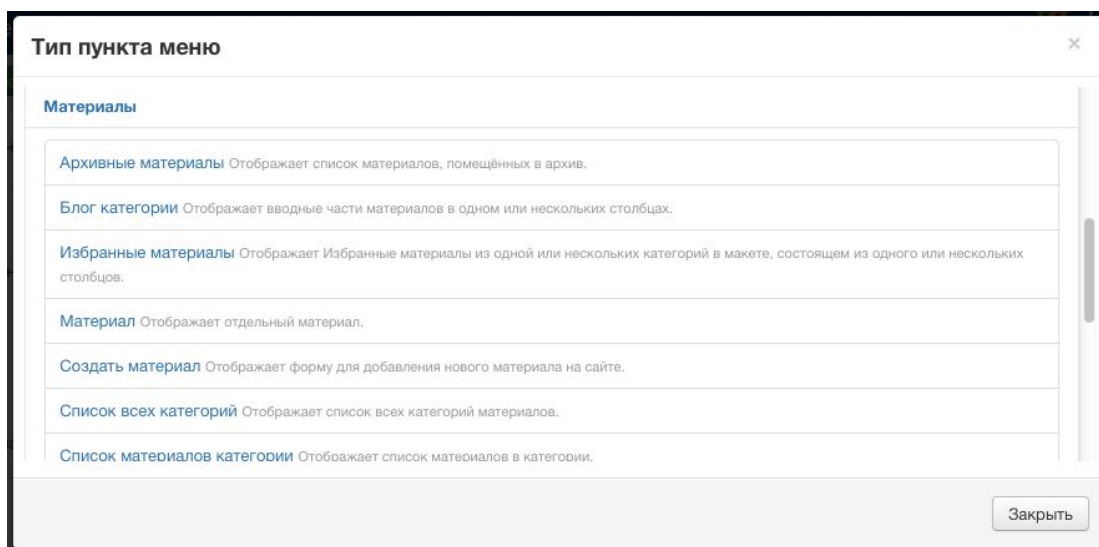 Тип пункта меню
×
Материалы
Архивные материалы Отображает список материалов, помещённых в архив.
Блог категории Отображает вводные части материалов в одном или нескольких столбцах.
Избранные материалы Отображает Избранные материалы из одной или нескольких категорий в макете, состоящем из одного или нескольких
столбцов.
Материал Отображает отдельный материал.
Создать материал Отображает форму для добавления нового материала на сайте.
Список всех категорий Отображает список всех категорий материалов.
Список материалов категории Отображает список материалов в категории.
Закрыть